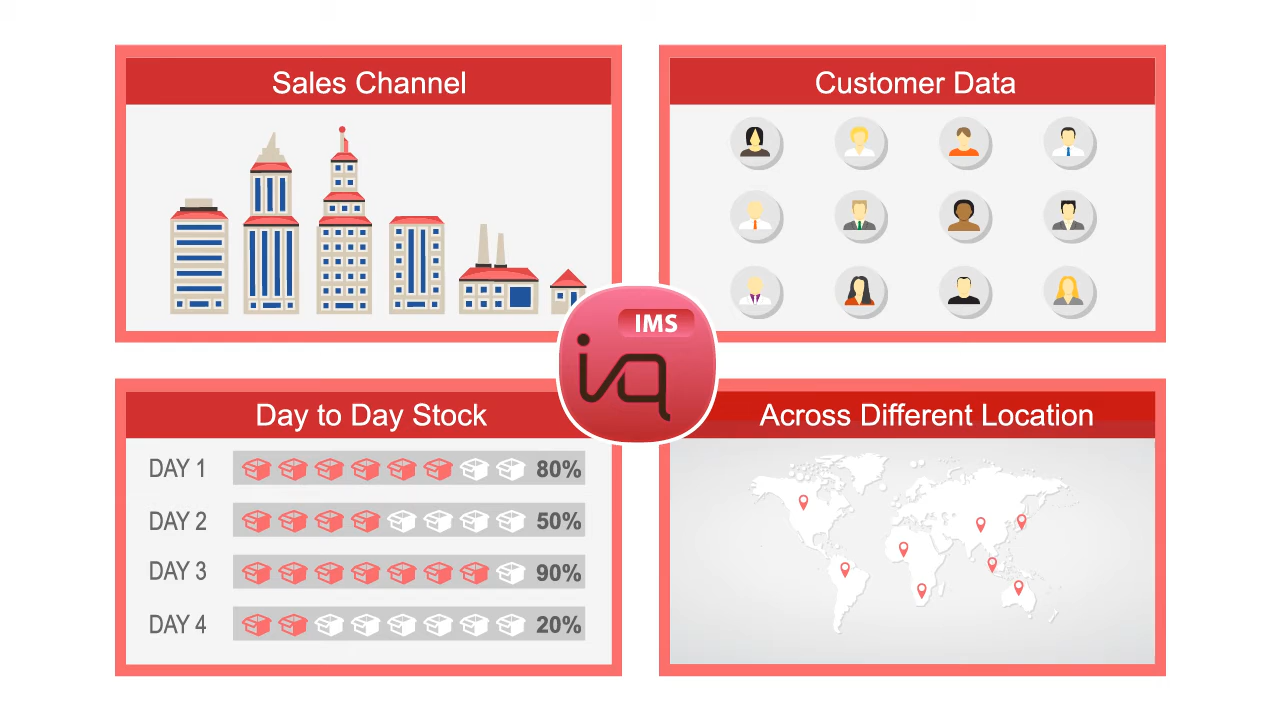 Sales Channel
Customer Data
IMS
iq
Day to Day Stock
DAY 1 80%
DAY 2 50%
DAY 3 90%
DAY 4 20%
Across Different Location